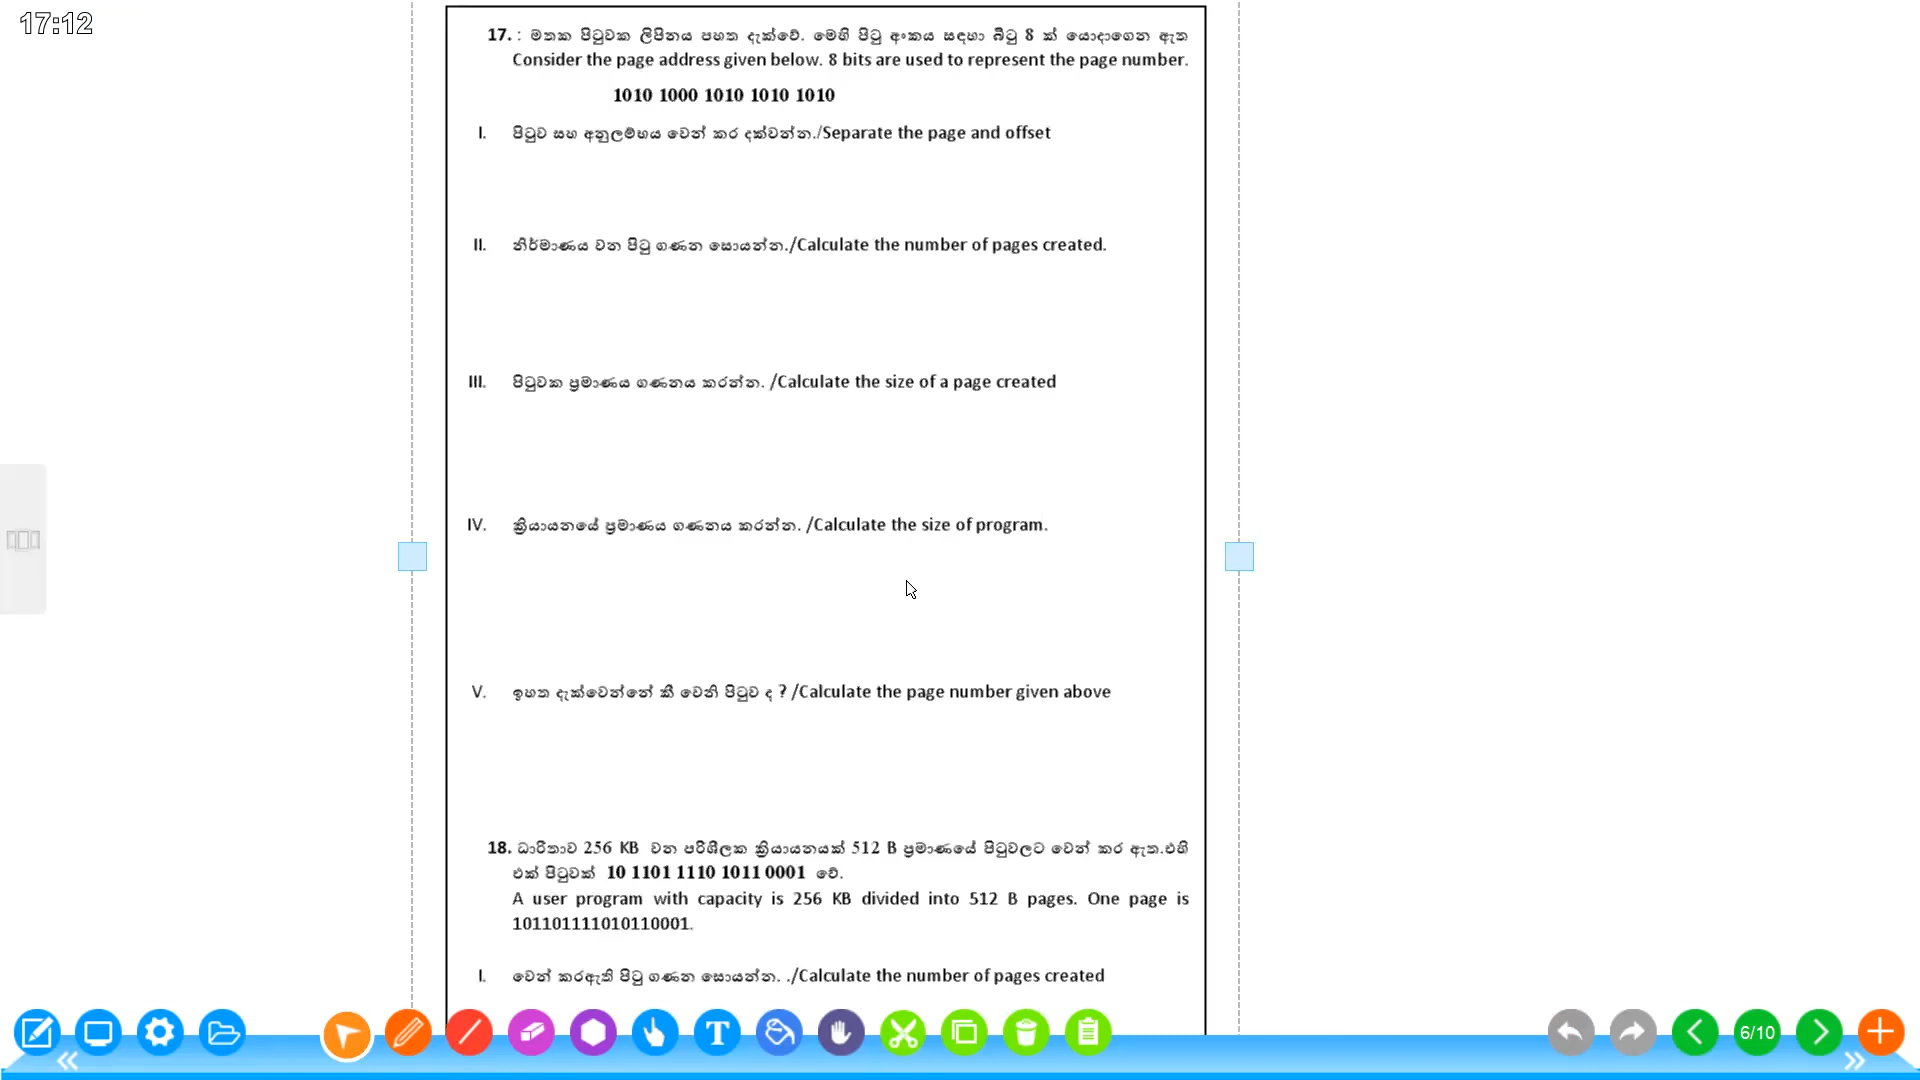 17:12
17. : මතක පිටුවක ලිපිනය පහත දැක්වේ. මෙහි පිටු අංකය සඳහා බිටු 8 ක් යොදාගෙන ඇත
Consider the page address given below. 8 bits are used to represent the page number.
1010 1000 1010 1010 1010
I. පිටුව සහ අනුලම්භය වෙන් කර දක්වන්න./Separate the page and offset
II. නිර්මාණය වන පිටු ගණන සොයන්න./Calculate the number of pages created.
III. පිටුවක ප්‍රමාණය ගණනය කරන්න. /Calculate the size of a page created
IV. ක්‍රියායනයේ ප්‍රමාණය ගණනය කරන්න. /Calculate the size of program.
V. ඉහත දැක්වෙන්නේ කී වෙනි පිටුව ද ? /Calculate the page number given above
18. ධාරිතාව 256 KB වන පරිශීලක ක්‍රියායනයක් 512 B ප්‍රමාණයේ පිටුවලට වෙන් කර ඇත.එහි
එක් පිටුවක් 10 1101 1110 1011 0001 වේ.
A user program with capacity is 256 KB divided into 512 B pages. One page is
101101111010110001.
I. වෙන් කරඇති පිටු ගණන සොයන්න. ./Calculate the number of pages created
T 6/10